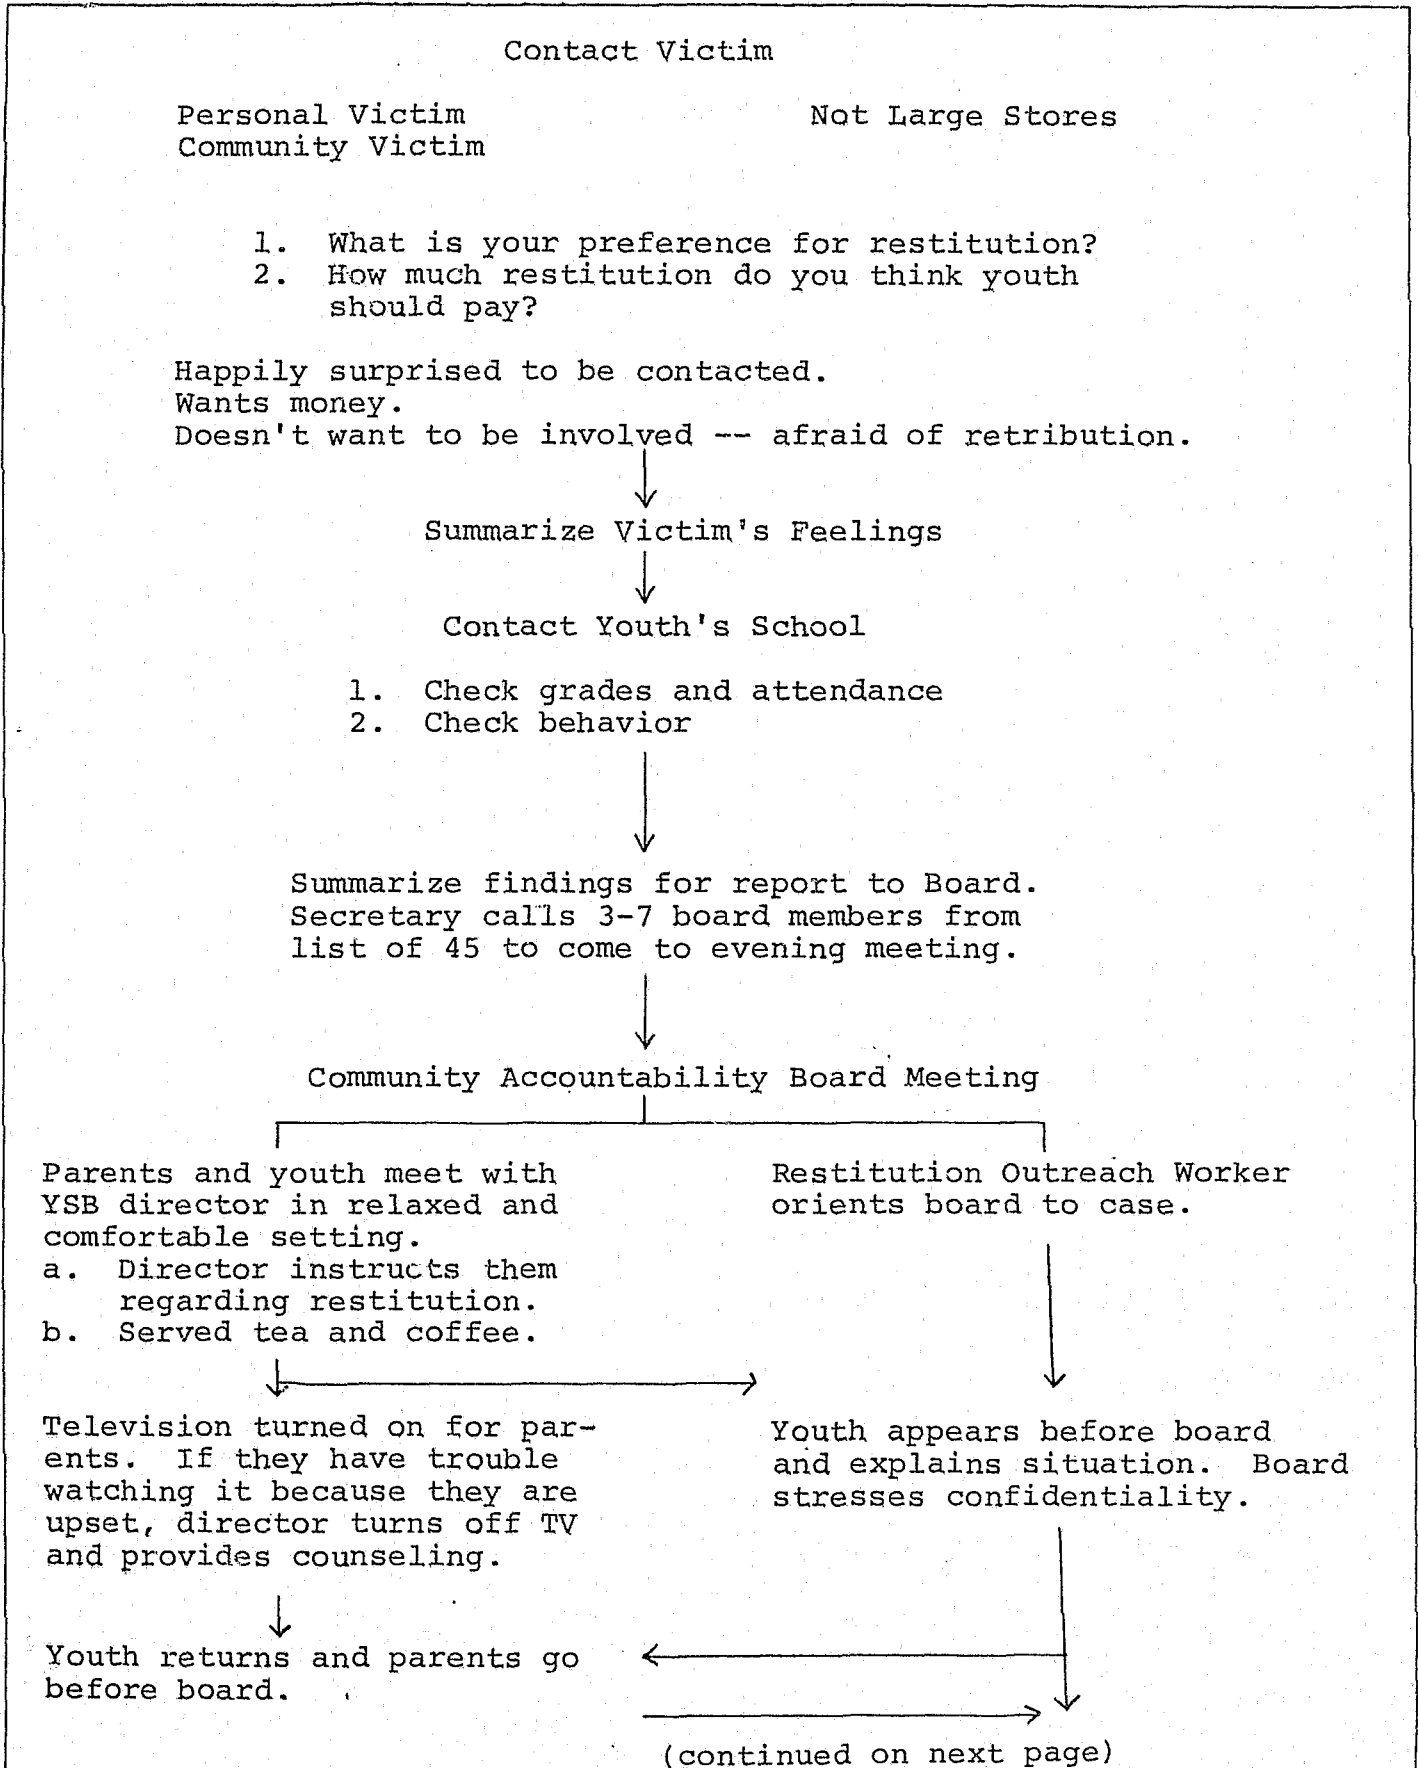 Contact Victim
Personal Victim
Community Victim
Not Large Stores
1. What is your preference for restitution?
2. How much restitution do you think youth
should pay?
Happily surprised to be contacted.
Wants money.
Doesn't want to be involved -- afraid of retribution.
Summarize Victim's Feelings
Contact Youth's School
1. Check grades and attendance
2. Check behavior
Summarize findings for report to Board.
Secretary calls 3-7 board members from
list of 45 to come to evening meeting.
Community Accountability Board Meeting
Parents and youth meet with
YSB director in relaxed and
comfortable setting.
a. Director instructs them
regarding restitution.
b. Served tea and coffee.
Restitution Outreach Worker
orients board to case.
Television turned on for par-
ents. If they have trouble
watching it because they are
upset, director turns off TV
and provides counseling.
Youth appears before board
and explains situation. Board
stresses confidentiality.
Youth returns and parents go
before board.
(continued on next page)